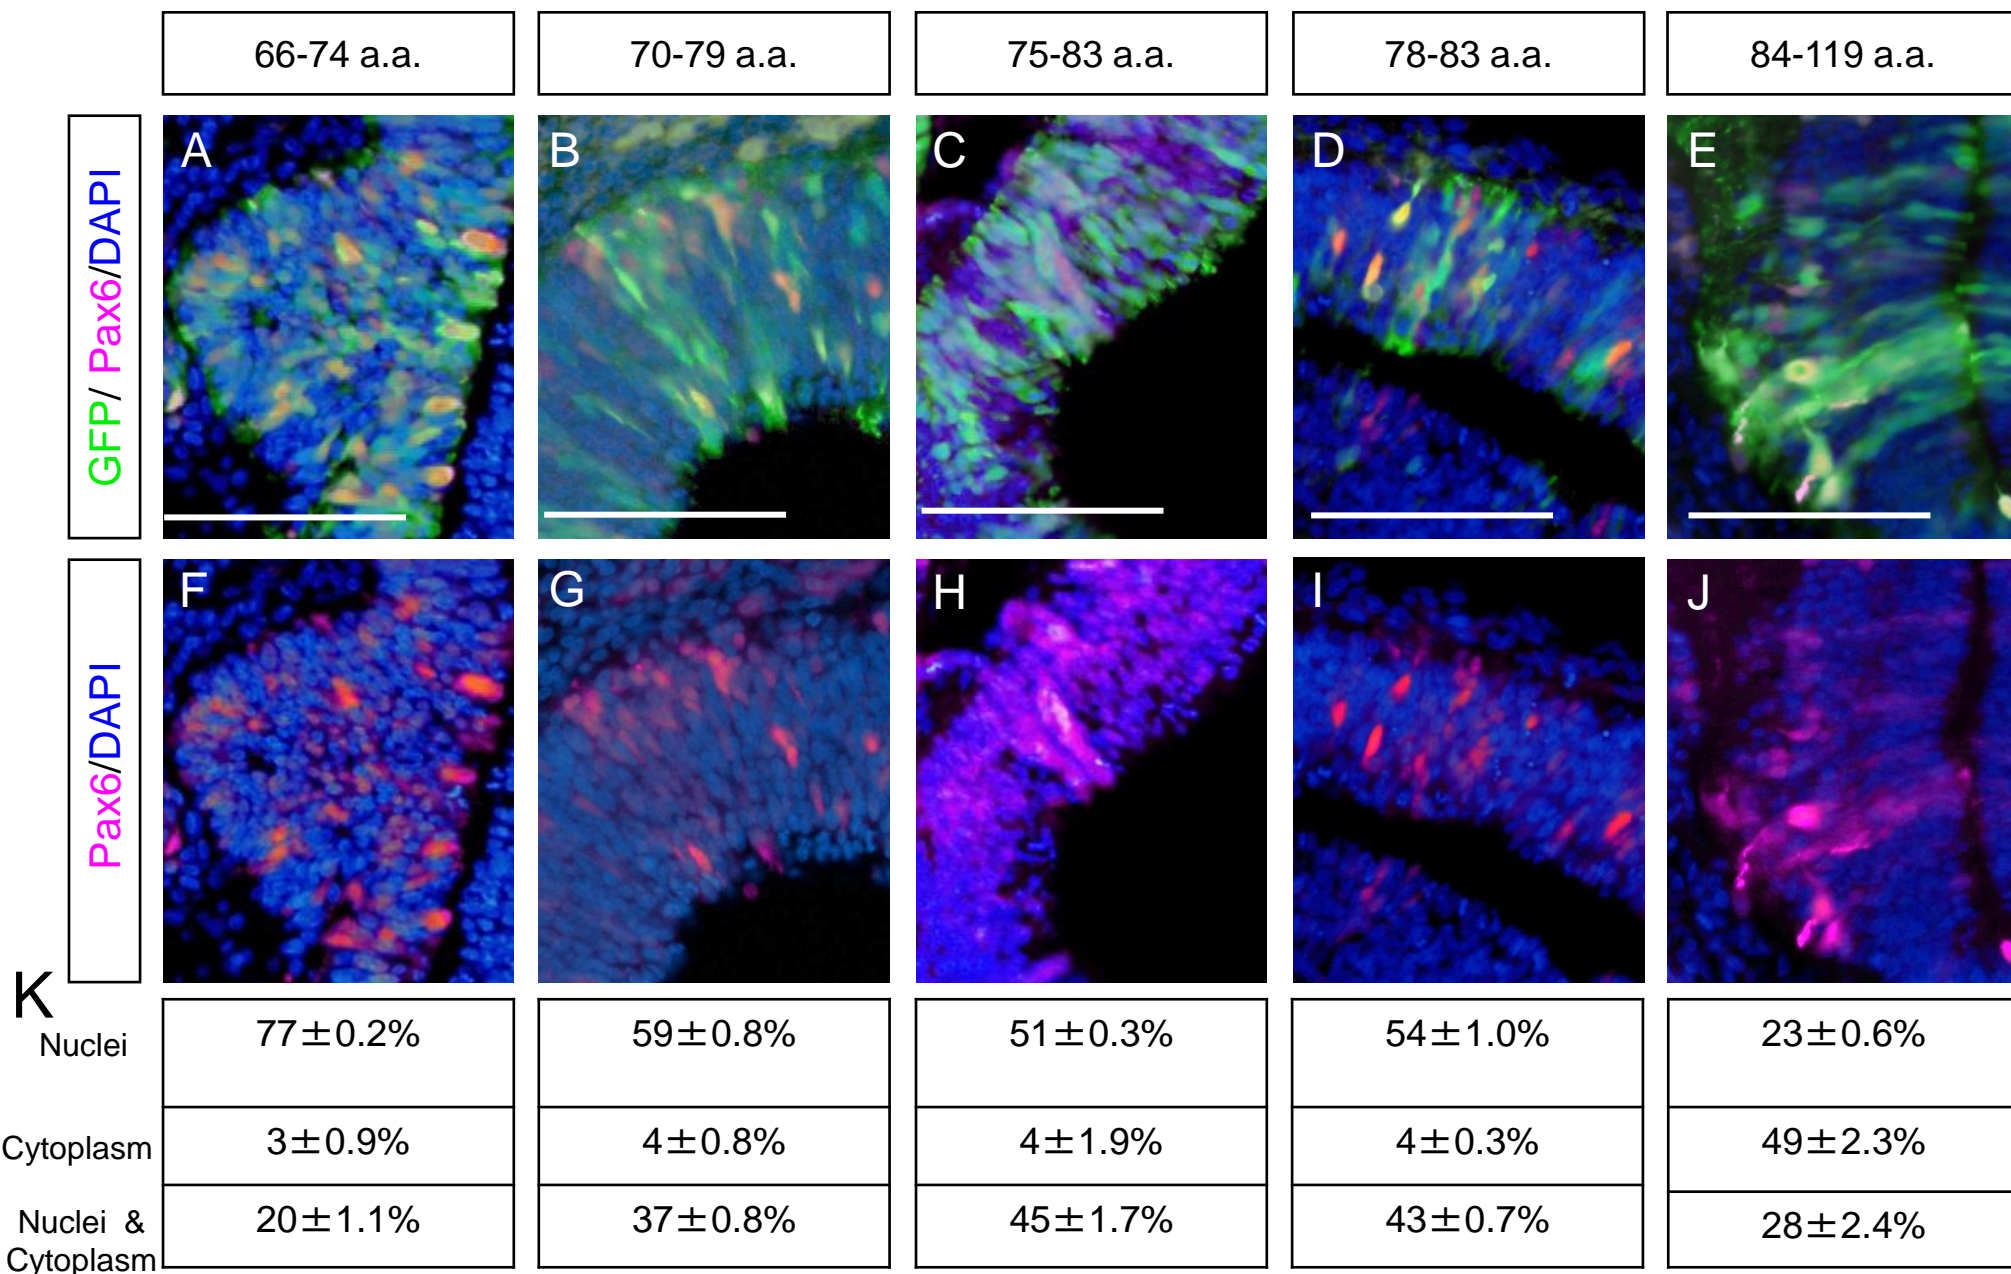 66-74 a.a.
70-79 a.a.
75-83 a.a.
78-83 a.a.
84-119 a.a.
GFP/ Pax6/DAPI
A
B
C
D
E
Pax6/DAPI
F
G
H
I
J
K
Nuclei
77±0.2%
59±0.8%
51±0.3%
54±1.0%
23±0.6%
Cytoplasm
3±0.9%
4±0.8%
4±1.9%
4±0.3%
49±2.3%
Nuclei &
Cytoplasm
20±1.1%
37±0.8%
45±1.7%
43±0.7%
28±2.4%